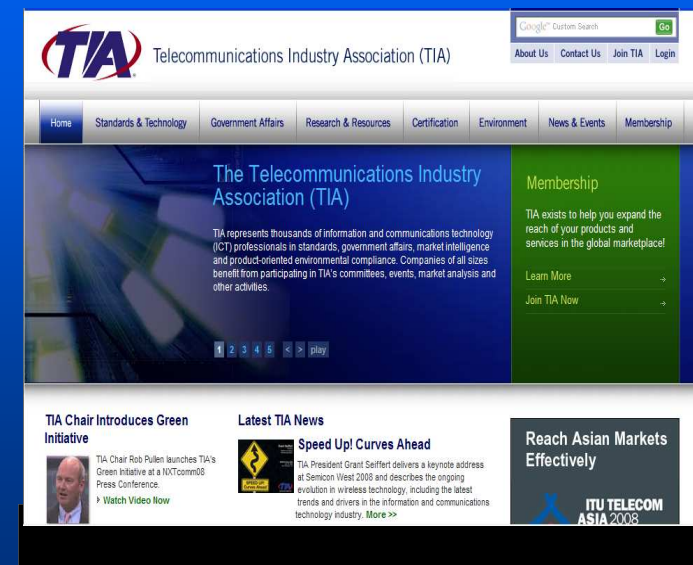 TIA
Telecommunications Industry Association (TIA)
Google™ Custom Search
Go
About Us Contact Us Join TIA Login
Home Standards & Technology Government Affairs Research & Resources Certification Environment News & Events Membership
The Telecommunications Industry
Association (TIA)
TIA represents thousands of information and communications technology
(ICT) professionals in standards, government affairs, market intelligence
and product-oriented environmental compliance. Companies of all sizes
benefit from participating in TIA's committees, events, market analysis and
other activities.
1 2 3 4 5 < > play
Membership
TIA exists to help you expand the
reach of your products and
services in the global marketplace!
Learn More →
Join TIA Now →
TIA Chair Introduces Green
Initiative
TIA Chair Rob Pullen launches TIA's
Green Initiative at a NXTcomm08
Press Conference.
Watch Video Now
Latest TIA News
SPEED UP!
Curves Ahead
TIA
Speed Up! Curves Ahead
TIA President Grant Seiffert delivers a keynote address
at Semicon West 2008 and describes the ongoing
evolution in wireless technology, including the latest
trends and drivers in the information and communications
technology industry. More >>
Reach Asian Markets
Effectively
ITU TELECOM
ASIA 2008